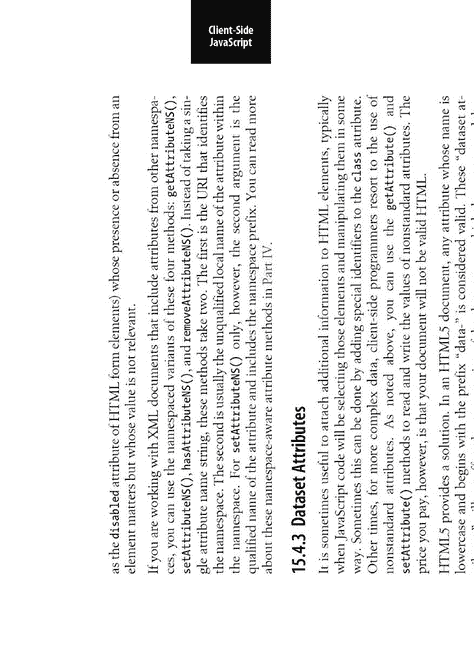 Client-Side
JavaScript
as the disabled attribute of HTML form elements) whose presence or absence from an
element matters but whose value is not relevant.
If you are working with XML documents that include attributes from other namespa-
ces, you can use the namespaced variants of these four methods: getAttributeNS(),
setAttributeNS(), hasAttributeNS(), and removeAttributeNS(). Instead of taking a sin-
gle attribute name string, these methods take two. The first is the URI that identifies
the namespace. The second is usually the unqualified local name of the attribute within
the namespace. For setAttributeNS() only, however, the second argument is the
qualified name of the attribute and includes the namespace prefix. You can read more
about these namespace-aware attribute methods in Part IV.
15.4.3 Dataset Attributes
It is sometimes useful to attach additional information to HTML elements, typically
when JavaScript code will be selecting those elements and manipulating them in some
way. Sometimes this can be done by adding special identifiers to the class attribute.
Other times, for more complex data, client-side programmers resort to the use of
nonstandard attributes. As noted above, you can use the getAttribute() and
setAttribute() methods to read and write the values of nonstandard attributes. The
price you pay, however, is that your document will not be valid HTML.
HTML5 provides a solution. In an HTML5 document, any attribute whose name is
lowercase and begins with the prefix “data-” is considered valid. These “dataset at-